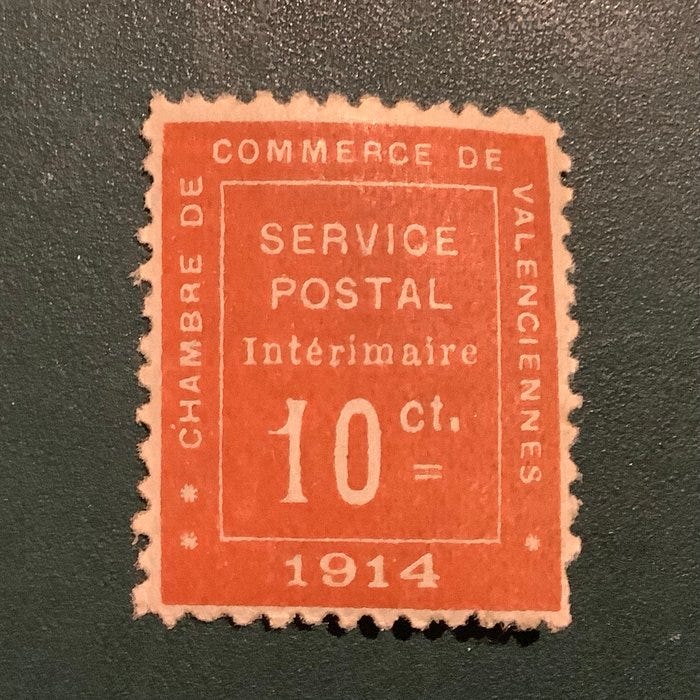 CHAMBRE DE
COMMERCE DE
VALENCIENNES
SERVICE
POSTAL
Intérimaire
10 ct.
=
* *
*
1914